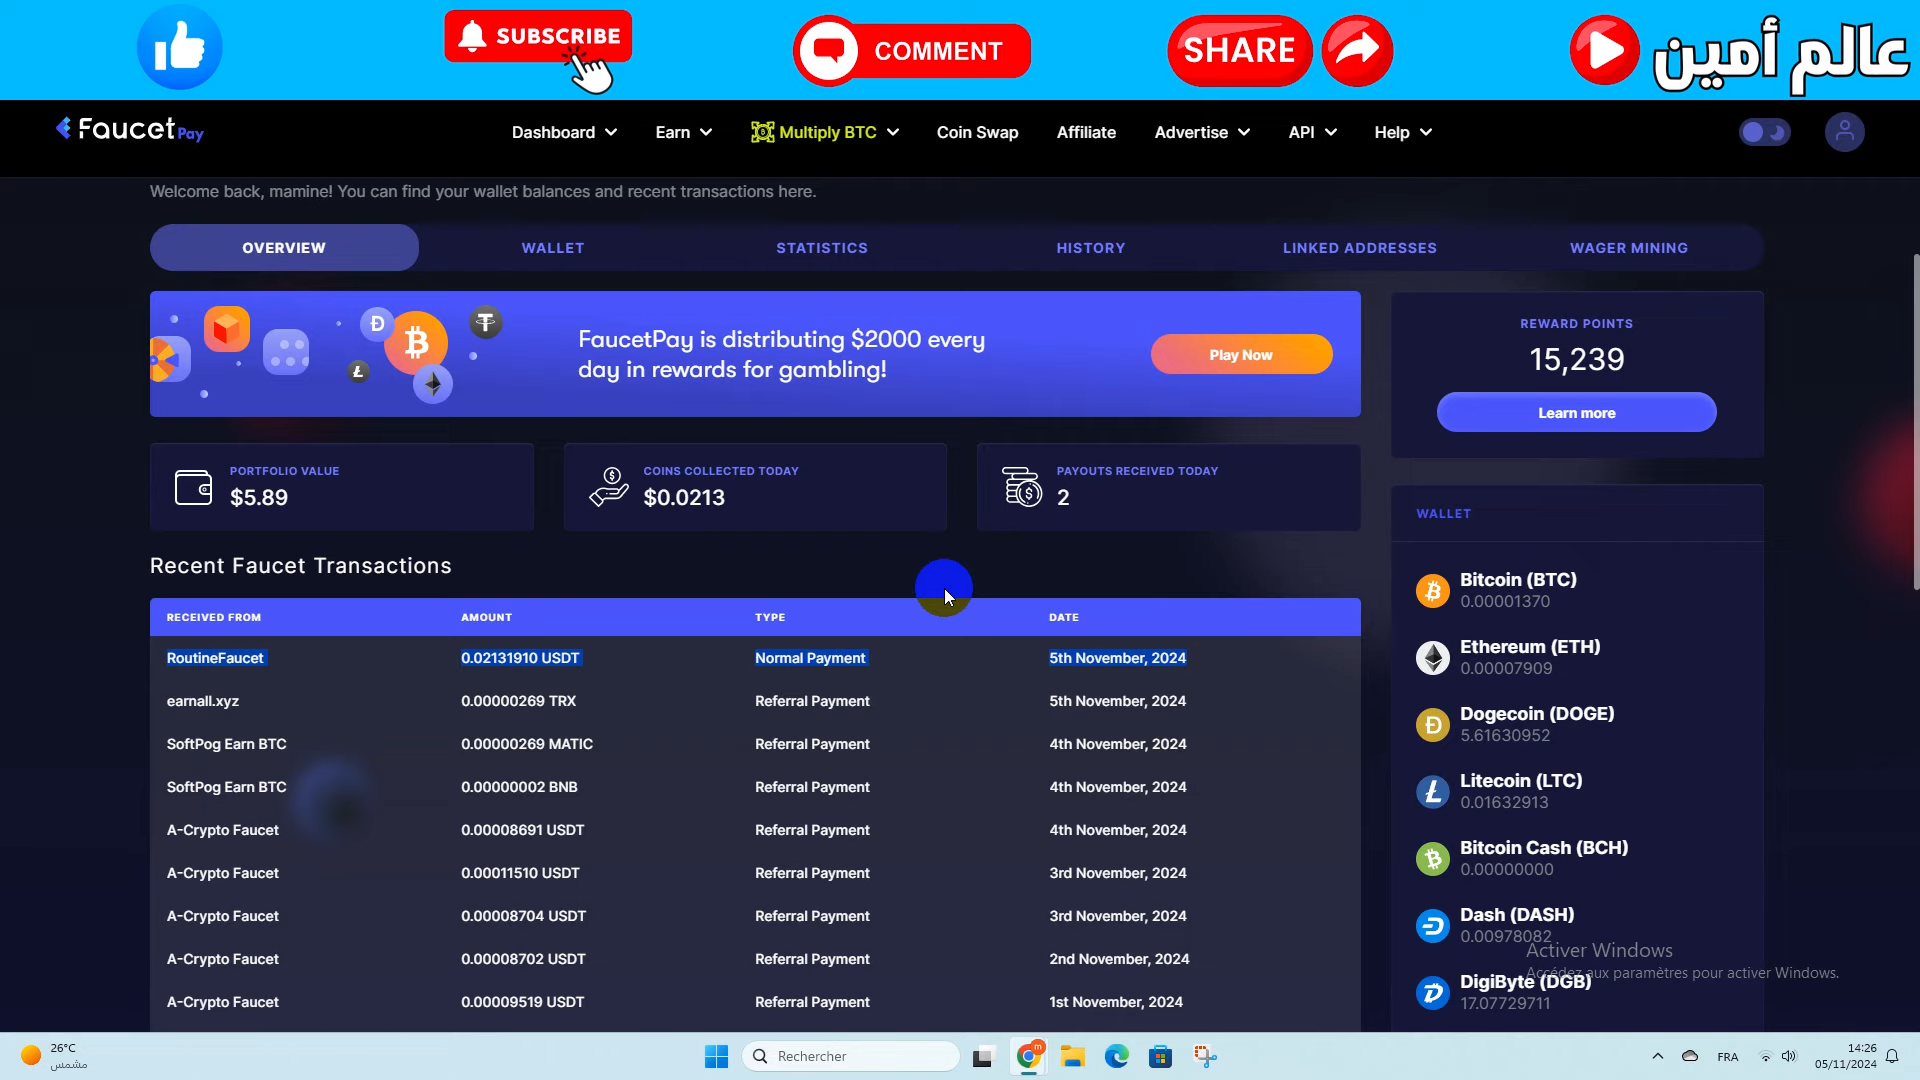 SUBSCRIBE
COMMENT
SHARE
عالم أمين
FaucetPay
Dashboard
Earn
Multiply BTC
Coin Swap
Affiliate
Advertise
API
Help
Welcome back, mamine! You can find your wallet balances and recent transactions here.
OVERVIEW
WALLET
STATISTICS
HISTORY
LINKED ADDRESSES
WAGER MINING
FaucetPay is distributing $2000 every
day in rewards for gambling!
Play Now
REWARD POINTS
15,239
Learn more
PORTFOLIO VALUE
$5.89
COINS COLLECTED TODAY
$0.0213
PAYOUTS RECEIVED TODAY
2
Recent Faucet Transactions
RECEIVED FROM AMOUNT TYPE DATE
RoutineFaucet 0.02131910 USDT Normal Payment 5th November, 2024
earnall.xyz 0.00000269 TRX Referral Payment 5th November, 2024
SoftPog Earn BTC 0.00000269 MATIC Referral Payment 4th November, 2024
SoftPog Earn BTC 0.00000002 BNB Referral Payment 4th November, 2024
A-Crypto Faucet 0.00008691 USDT Referral Payment 4th November, 2024
A-Crypto Faucet 0.00011510 USDT Referral Payment 3rd November, 2024
A-Crypto Faucet 0.00008704 USDT Referral Payment 3rd November, 2024
A-Crypto Faucet 0.00008702 USDT Referral Payment 2nd November, 2024
A-Crypto Faucet 0.00009519 USDT Referral Payment 1st November, 2024
WALLET
Bitcoin (BTC)
0.00001370
Ethereum (ETH)
0.00007909
Dogecoin (DOGE)
5.61630952
Litecoin (LTC)
0.01632913
Bitcoin Cash (BCH)
0.00000000
Dash (DASH)
0.00978082
DigiByte (DGB)
17.07729711
Activer Windows
Accédez aux paramètres pour activer Windows.
26°C
مشمس
Rechercher
m
FRA
14:26
05/11/2024